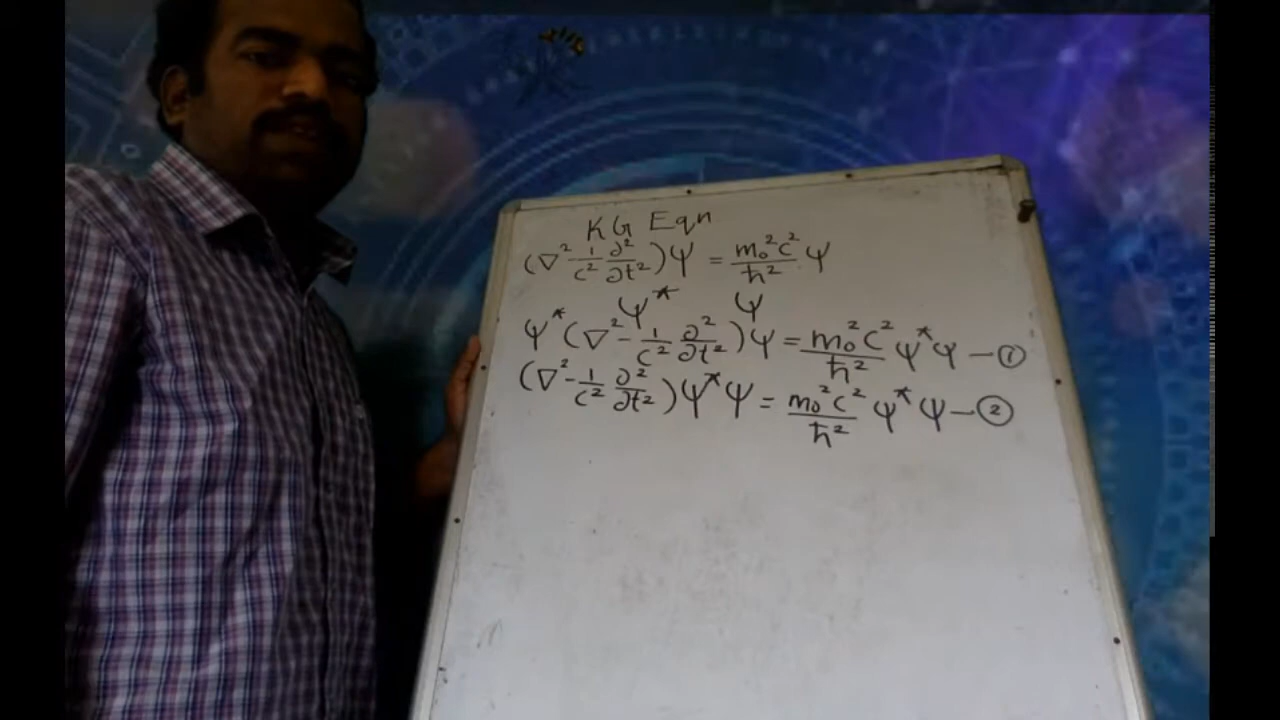 KG Eqn
(∇² - 1/c² ∂²/∂t²)ψ = m₀²c²/ħ² ψ
ψ* ψ
ψ*(∇² - 1/c² ∂²/∂t²)ψ = m₀²c²/ħ² ψ*ψ - ①
(∇² - 1/c² ∂²/∂t²)ψ*ψ = m₀²c²/ħ² ψ*ψ - ②